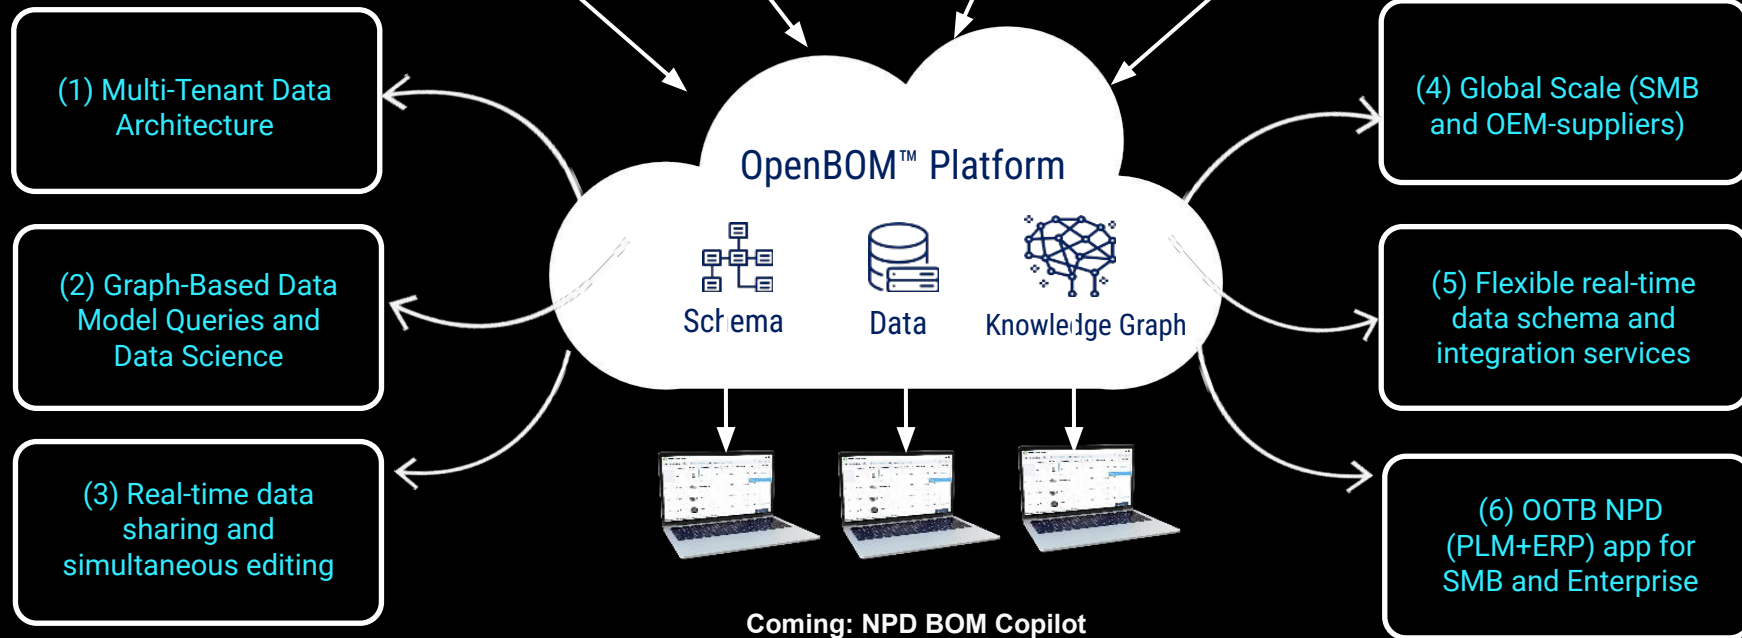 (1) Multi-Tenant Data
Architecture
(2) Graph-Based Data
Model Queries and
Data Science
(3) Real-time data
sharing and
simultaneous editing
OpenBOM™ Platform
Schema
Data
Knowledge Graph
Coming: NPD BOM Copilot
(4) Global Scale (SMB
and OEM-suppliers)
(5) Flexible real-time
data schema and
integration services
(6) OOTB NPD
(PLM+ERP) app for
SMB and Enterprise